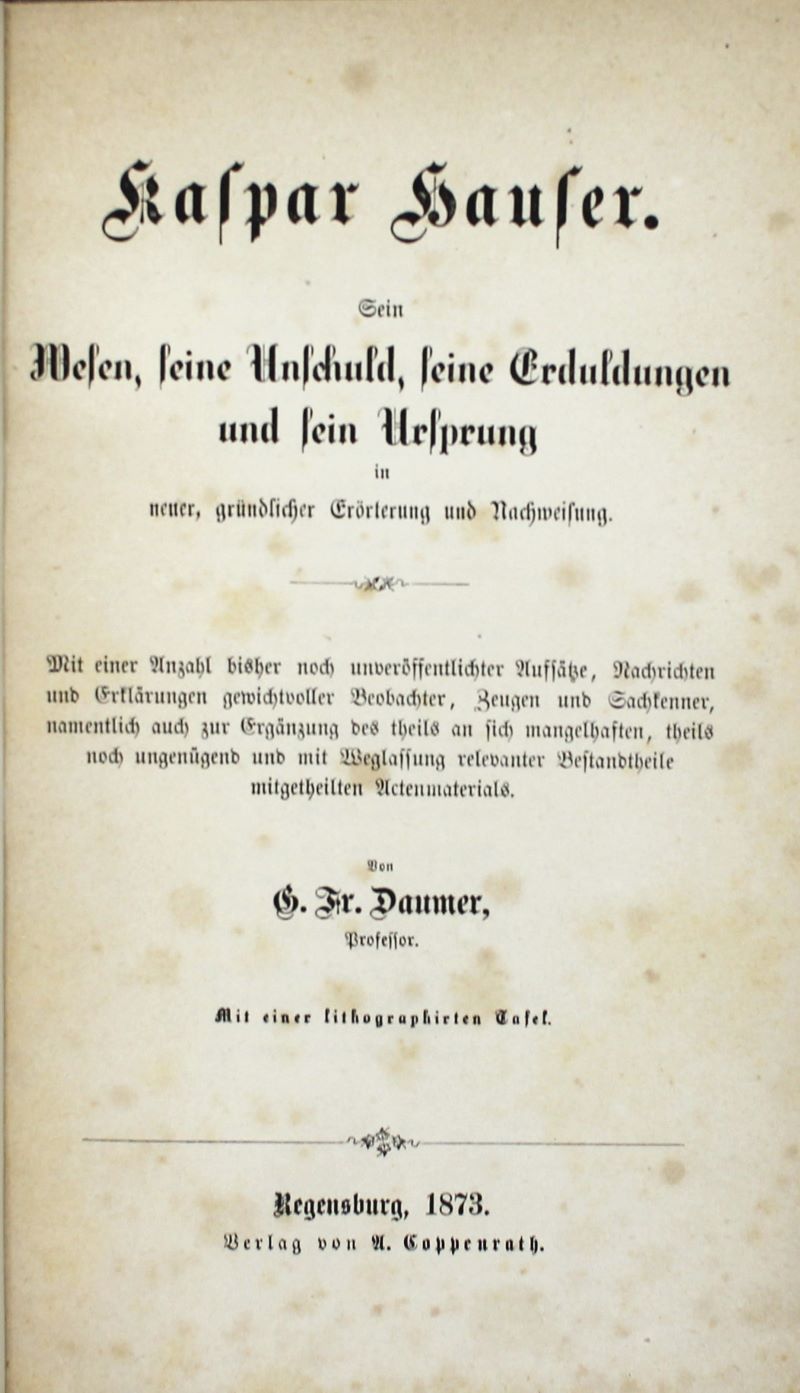 Kaspar Hauser.
Sein
Wesen, seine Unschuld, seine Erduldungen
und sein Ursprung
in
neuer, gründlicher Erörterung und Nachweisung.
Mit einer Anzahl bisher noch unveröffentlichter Aufsätze, Nachrichten
und Erklärungen gewichtvoller Beobachter, Zeugen und Sachkenner,
namentlich auch zur Ergänzung des theils an sich mangelhaften, theils
noch ungenügend und mit Weglassung relevanter Bestandtheile
mitgetheilten Actenmaterials.
Von
G. Fr. Daumer,
Professor.
Mit einer lithographirten Tafel.
Regensburg, 1873.
Verlag von A. Coppenrath.